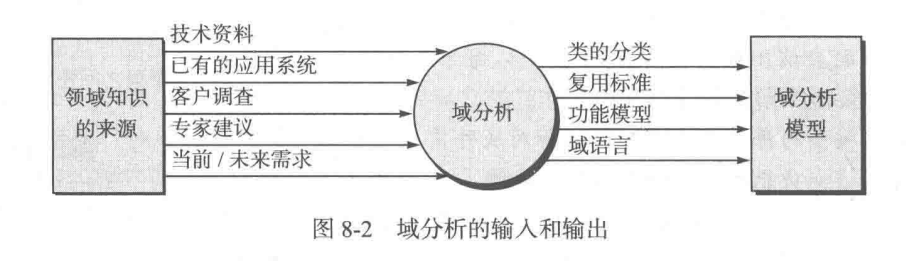 领域知识
的来源
技术资料
已有的应用系统
客户调查
专家建议
当前/未来需求
域分析
类的分类
复用标准
功能模型
域语言
域分析
模型
图 8-2 域分析的输入和输出